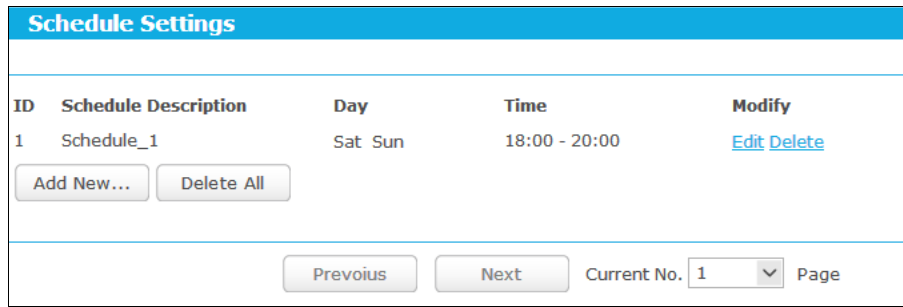 Schedule Settings
ID Schedule Description Day Time Modify
1 Schedule_1 Sat Sun 18:00 - 20:00 Edit Delete
Add New... Delete All
Prevoius Next Current No. 1 Page